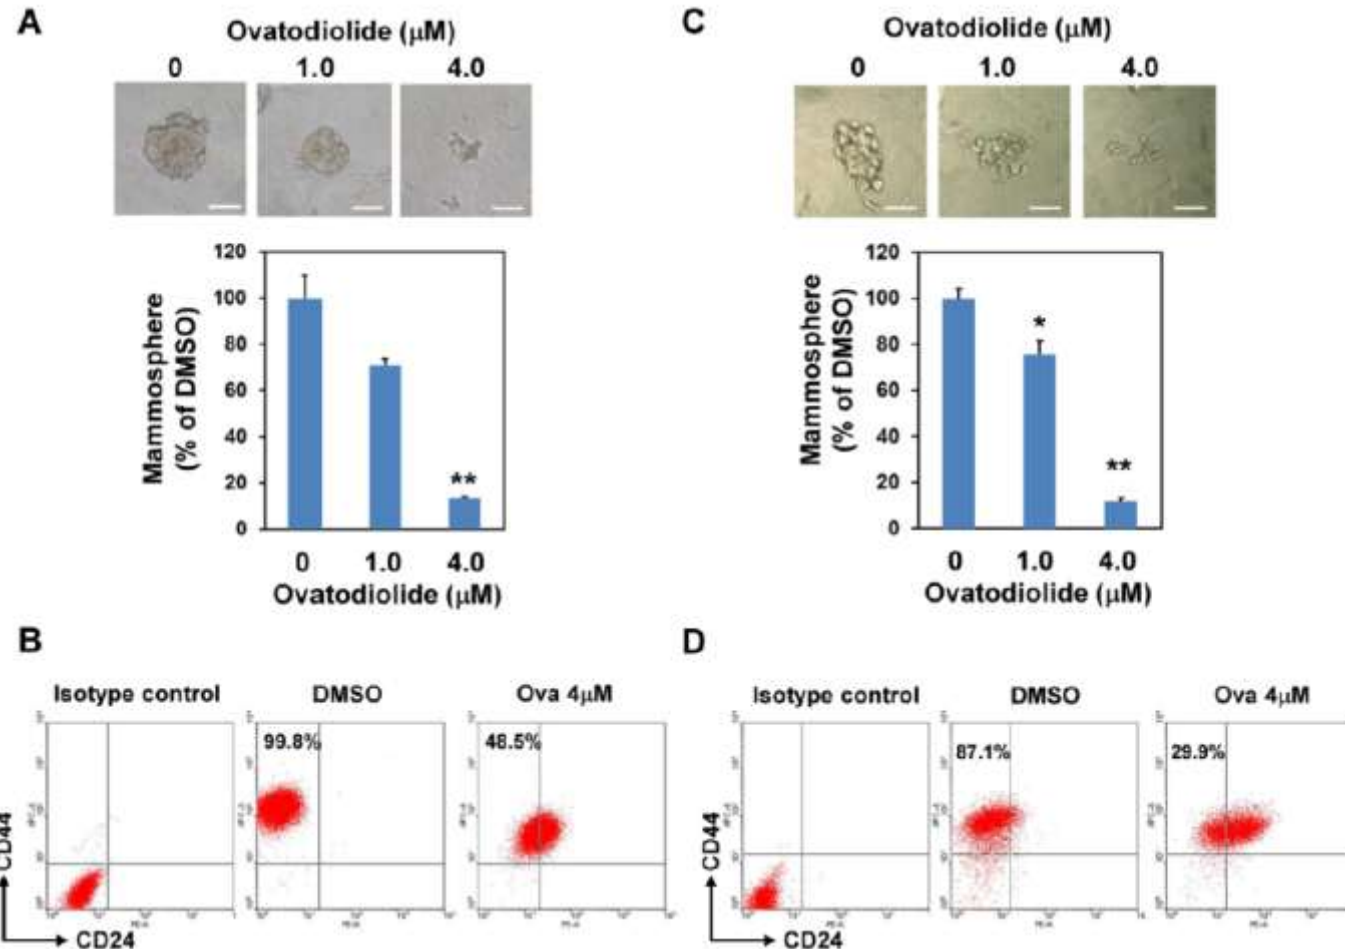 A
Ovatodiolide (μM)
0 1.0 4.0
120
100
80
60
40
20
0
Mammosphere
(% of DMSO)
**
0 1.0 4.0
Ovatodiolide (μM)
C
Ovatodiolide (μM)
0 1.0 4.0
120
100
80
60
40
20
0
Mammosphere
(% of DMSO)
*
**
0 1.0 4.0
Ovatodiolide (μM)
B
Isotype control DMSO Ova 4μM
99.8% 48.5%
CD44
CD24
D
Isotype control DMSO Ova 4μM
87.1% 29.9%
CD44
CD24